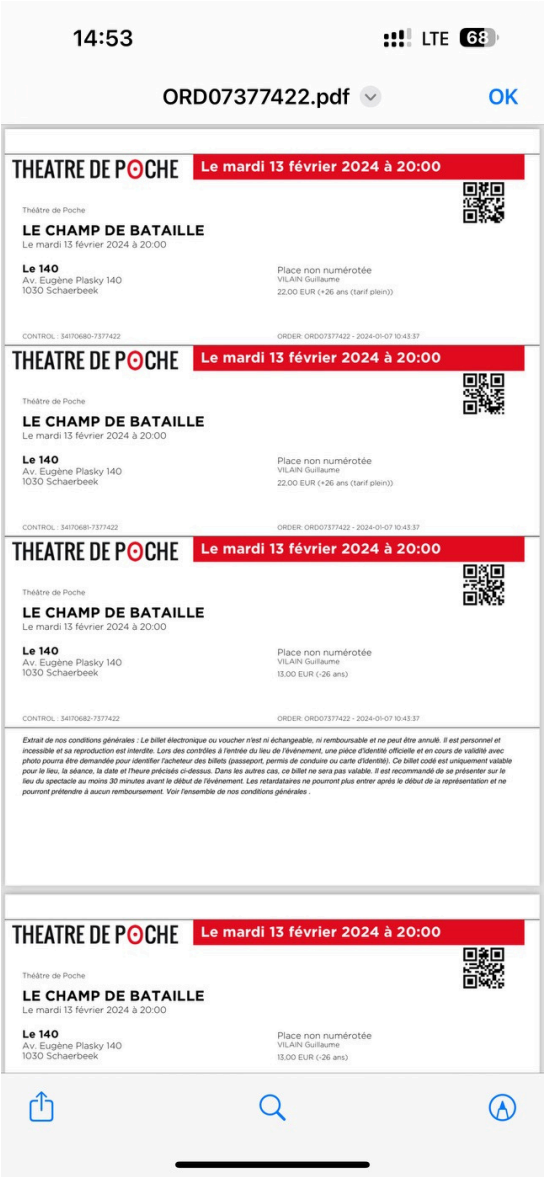 14:53
LTE 68
ORD07377422.pdf
OK
THEATRE DE POCHE
Le mardi 13 février 2024 à 20:00
Théâtre de Poche
LE CHAMP DE BATAILLE
Le mardi 13 février 2024 à 20:00
Le 140
Av. Eugène Plasky 140
1030 Schaerbeek
Place non numérotée
VILAIN Guillaume
22,00 EUR (+26 ans (tarif plein))
CONTROL : 34170680-7377422
ORDER: ORD07377422 - 2024-01-07 10:43:37
THEATRE DE POCHE
Le mardi 13 février 2024 à 20:00
Théâtre de Poche
LE CHAMP DE BATAILLE
Le mardi 13 février 2024 à 20:00
Le 140
Av. Eugène Plasky 140
1030 Schaerbeek
Place non numérotée
VILAIN Guillaume
22,00 EUR (+26 ans (tarif plein))
CONTROL : 34170681-7377422
ORDER: ORD07377422 - 2024-01-07 10:43:37
THEATRE DE POCHE
Le mardi 13 février 2024 à 20:00
Théâtre de Poche
LE CHAMP DE BATAILLE
Le mardi 13 février 2024 à 20:00
Le 140
Av. Eugène Plasky 140
1030 Schaerbeek
Place non numérotée
VILAIN Guillaume
13,00 EUR (-26 ans)
CONTROL : 34170682-7377422
ORDER: ORD07377422 - 2024-01-07 10:43:37
Extrait de nos conditions générales : Le billet électronique ou voucher n'est ni échangeable, ni remboursable et ne peut être annulé. Il est personnel et
incessible et sa reproduction est interdite. Lors des contrôles à l'entrée du lieu de l'événement, une pièce d'identité officielle et en cours de validité avec
photo pourra être demandée pour identifier l'acheteur des billets (passeport, permis de conduire ou carte d'identité). Ce billet codé est uniquement valable
pour le lieu, la séance, la date et l'heure précisés ci-dessus. Dans les autres cas, ce billet ne sera pas valable. Il est recommandé de se présenter sur le
lieu du spectacle au moins 30 minutes avant le début de l'événement. Les retardataires ne pourront plus entrer après le début de la représentation et ne
pourront prétendre à aucun remboursement. Voir l'ensemble de nos conditions générales .
THEATRE DE POCHE
Le mardi 13 février 2024 à 20:00
Théâtre de Poche
LE CHAMP DE BATAILLE
Le mardi 13 février 2024 à 20:00
Le 140
Av. Eugène Plasky 140
1030 Schaerbeek
Place non numérotée
VILAIN Guillaume
13,00 EUR (-26 ans)